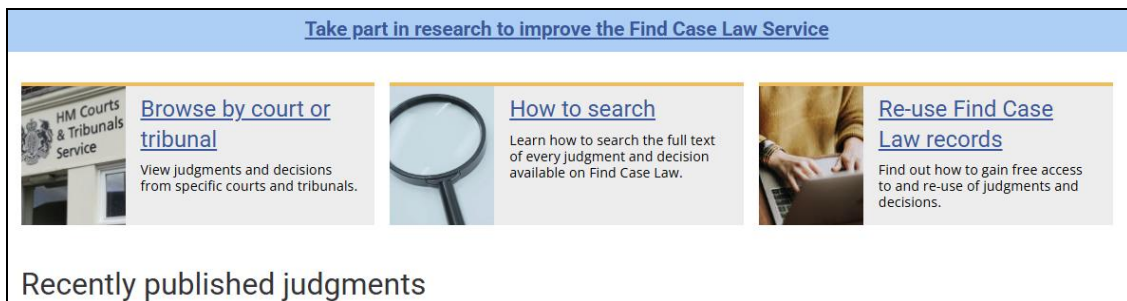 Take part in research to improve the Find Case Law Service
HM Courts
& Tribunals
Service
Browse by court or
tribunal
View judgments and decisions
from specific courts and tribunals.
How to search
Learn how to search the full text
of every judgment and decision
available on Find Case Law.
Re-use Find Case
Law records
Find out how to gain free access
to and re-use of judgments and
decisions.
Recently published judgments